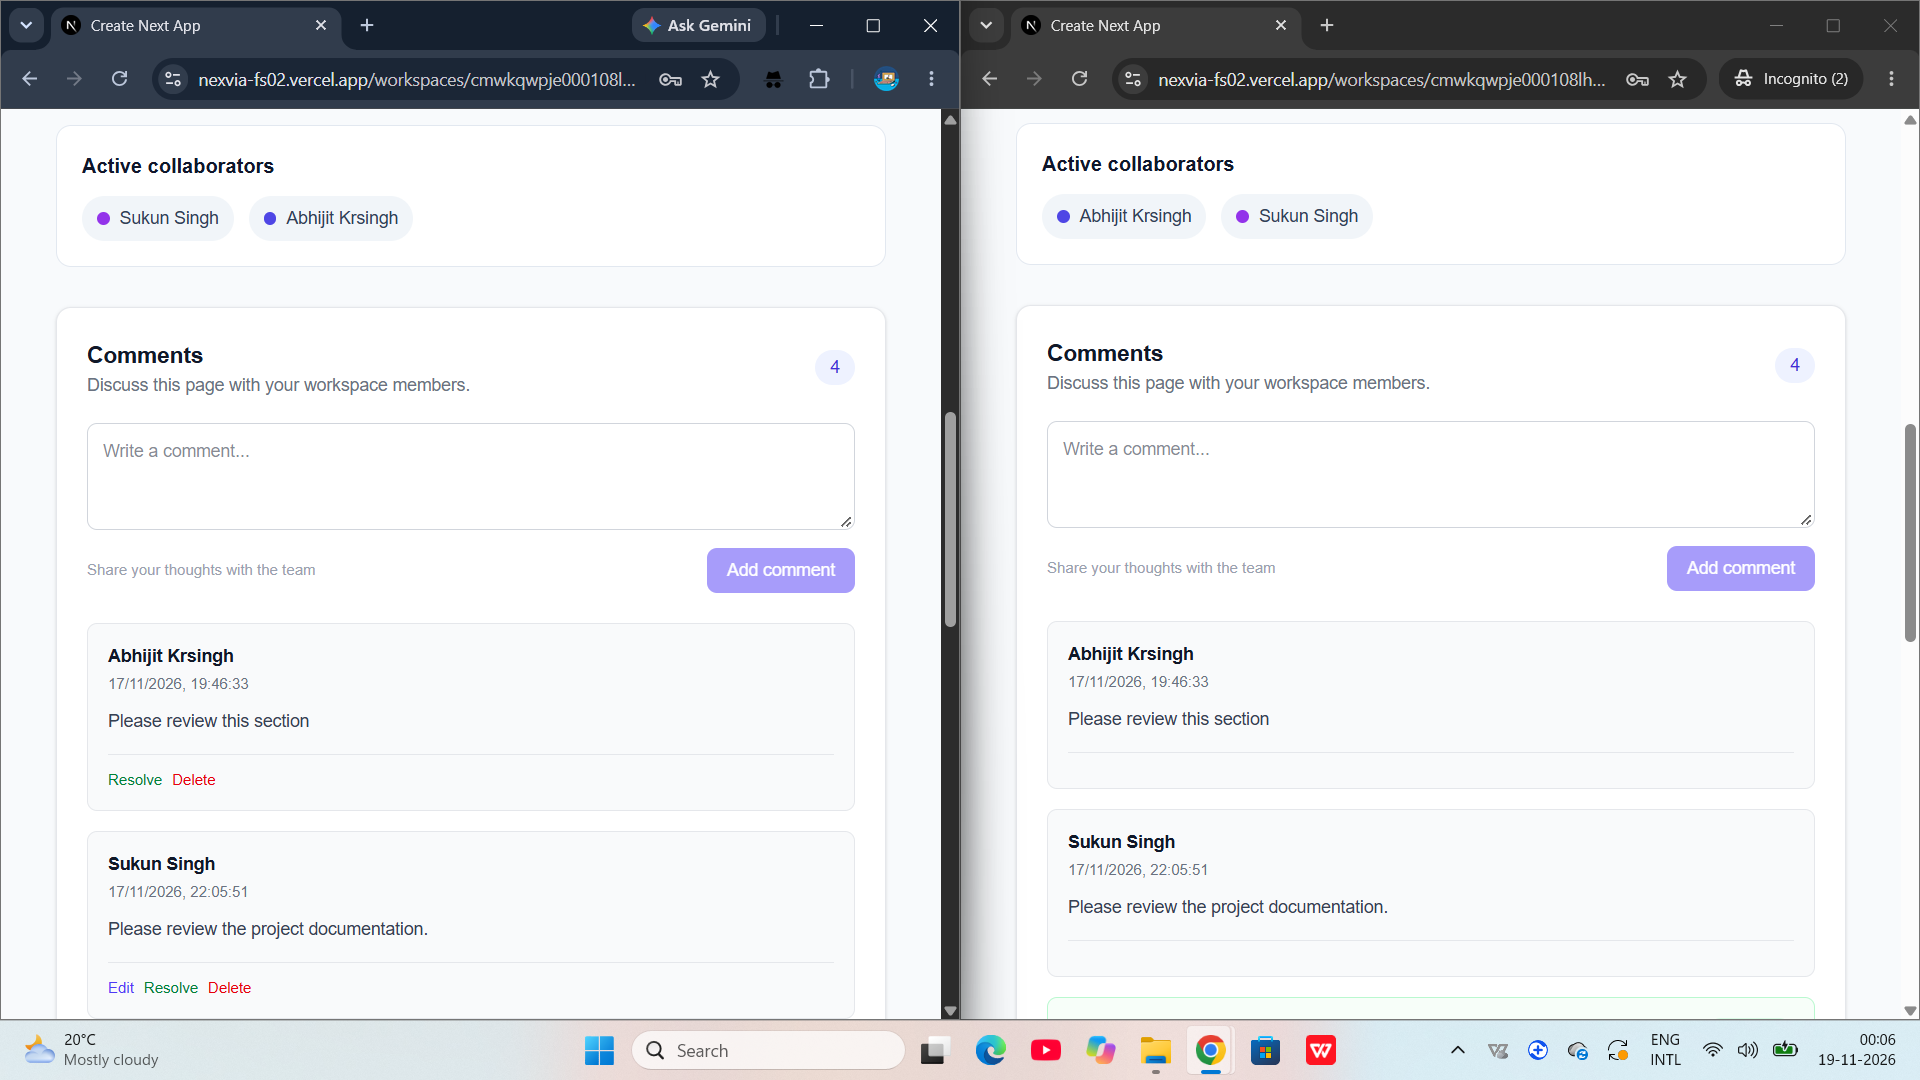 Create Next App
Ask Gemini
nexvia-fs02.vercel.app/workspaces/cmwkqwpje000108l...
Active collaborators
Sukun Singh
Abhijit Krsingh
Comments
4
Discuss this page with your workspace members.
Write a comment...
Share your thoughts with the team
Add comment
Abhijit Krsingh
17/11/2026, 19:46:33
Please review this section
Resolve Delete
Sukun Singh
17/11/2026, 22:05:51
Please review the project documentation.
Edit Resolve Delete
Create Next App
nexvia-fs02.vercel.app/workspaces/cmwkqwpje000108lh...
Incognito (2)
Active collaborators
Abhijit Krsingh
Sukun Singh
Comments
4
Discuss this page with your workspace members.
Write a comment...
Share your thoughts with the team
Add comment
Abhijit Krsingh
17/11/2026, 19:46:33
Please review this section
Sukun Singh
17/11/2026, 22:05:51
Please review the project documentation.
20°C
Mostly cloudy
Search
ENG
INTL
00:06
19-11-2026